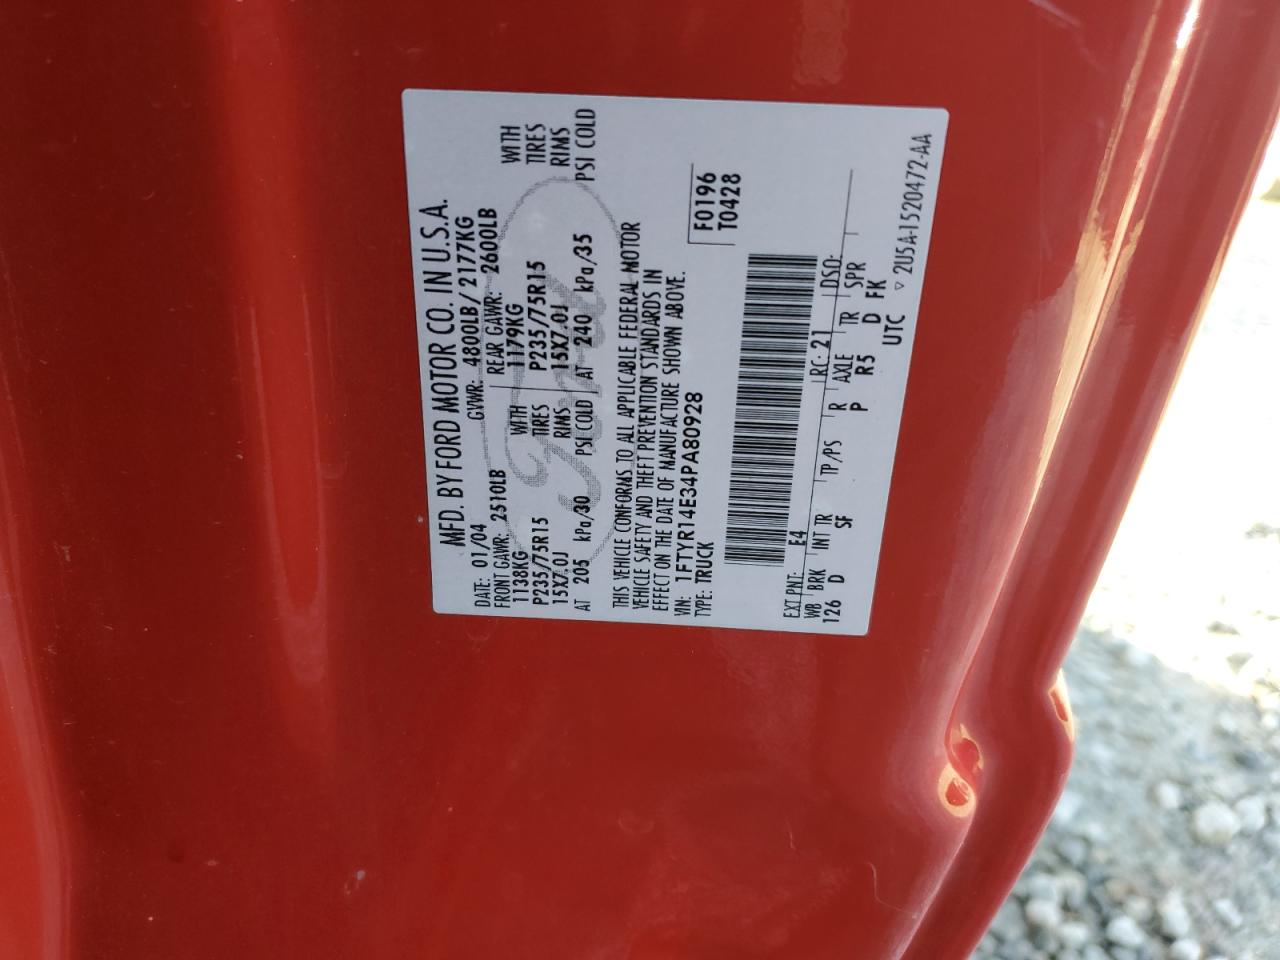 MFD. BY FORD MOTOR CO. IN U.S.A.
DATE: 01/04 GVWR: 4800LB/2177KG
FRONT GAWR: 2510LB REAR GAWR: 2600LB
1138KG WITH 1179KG WITH
P235/75R15 TIRES P235/75R15 TIRES
15X7.0J RIMS 15X7.0J RIMS
AT 205 kPa/30 PSI COLD AT 240 kPa/35 PSI COLD
Ford
THIS VEHICLE CONFORMS TO ALL APPLICABLE FEDERAL MOTOR
VEHICLE SAFETY AND THEFT PREVENTION STANDARDS IN
EFFECT ON THE DATE OF MANUFACTURE SHOWN ABOVE.
VIN: 1FTYR14E34PA80928
TYPE: TRUCK
F0196
T0428
EXT PNT: E4 RC: 21 DSO:
WB BRK INT TR TP/PS R AXLE TR SPR
126 D SF P R5 D FK
UTC ▽ 2U5A-1520472-AA